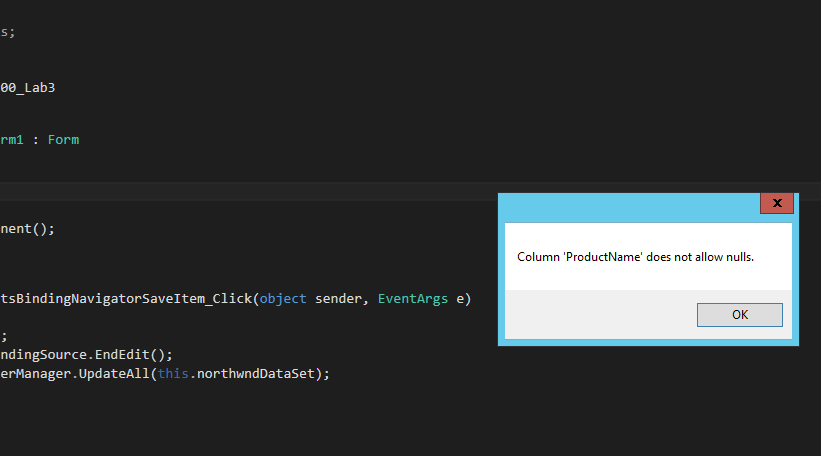 s;
00_Lab3
rm1 : Form
nent();
tsBindingNavigatorSaveItem_Click(object sender, EventArgs e)
;
ndingSource.EndEdit();
erManager.UpdateAll(this.northwndDataSet);
x
Column 'ProductName' does not allow nulls.
OK